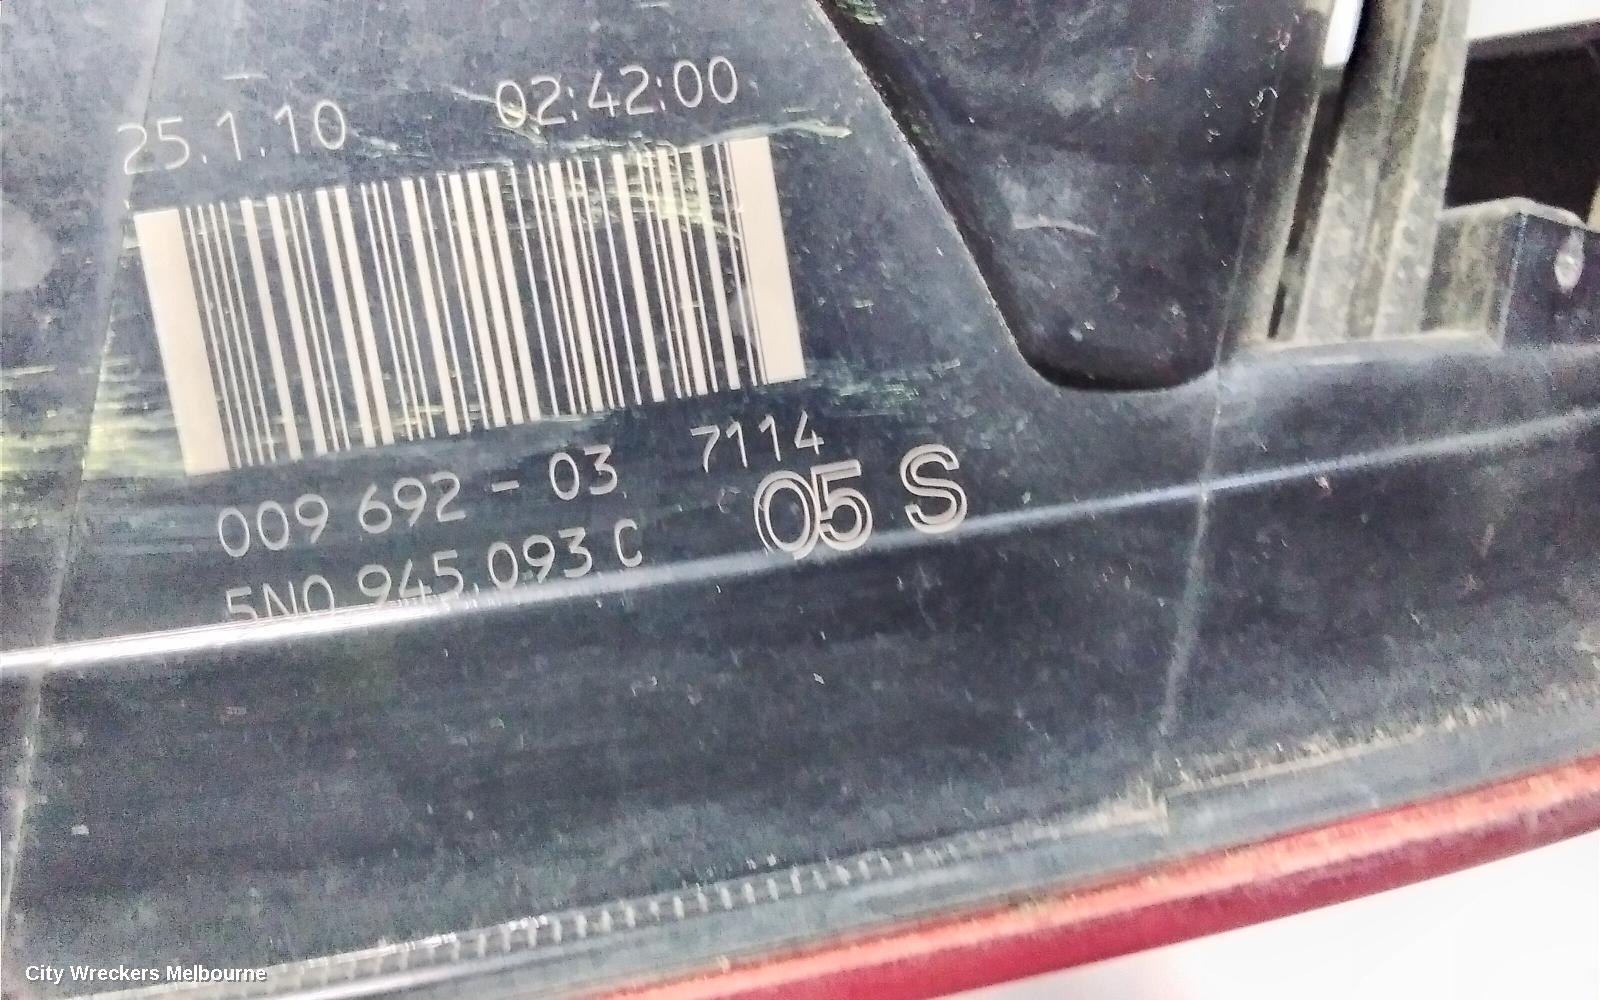 25.1.10 02:42:00
009 692 - 03 7114
05 S
5N0 945.093 C
City Wreckers Melbourne